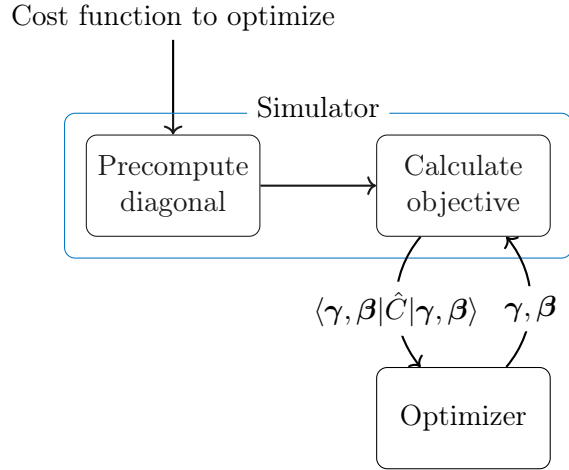 Cost function to optimize
Simulator
Precompute
diagonal
Calculate
objective
⟨𝜸, 𝜷|Ĉ|𝜸, 𝜷⟩
𝜸, 𝜷
Optimizer